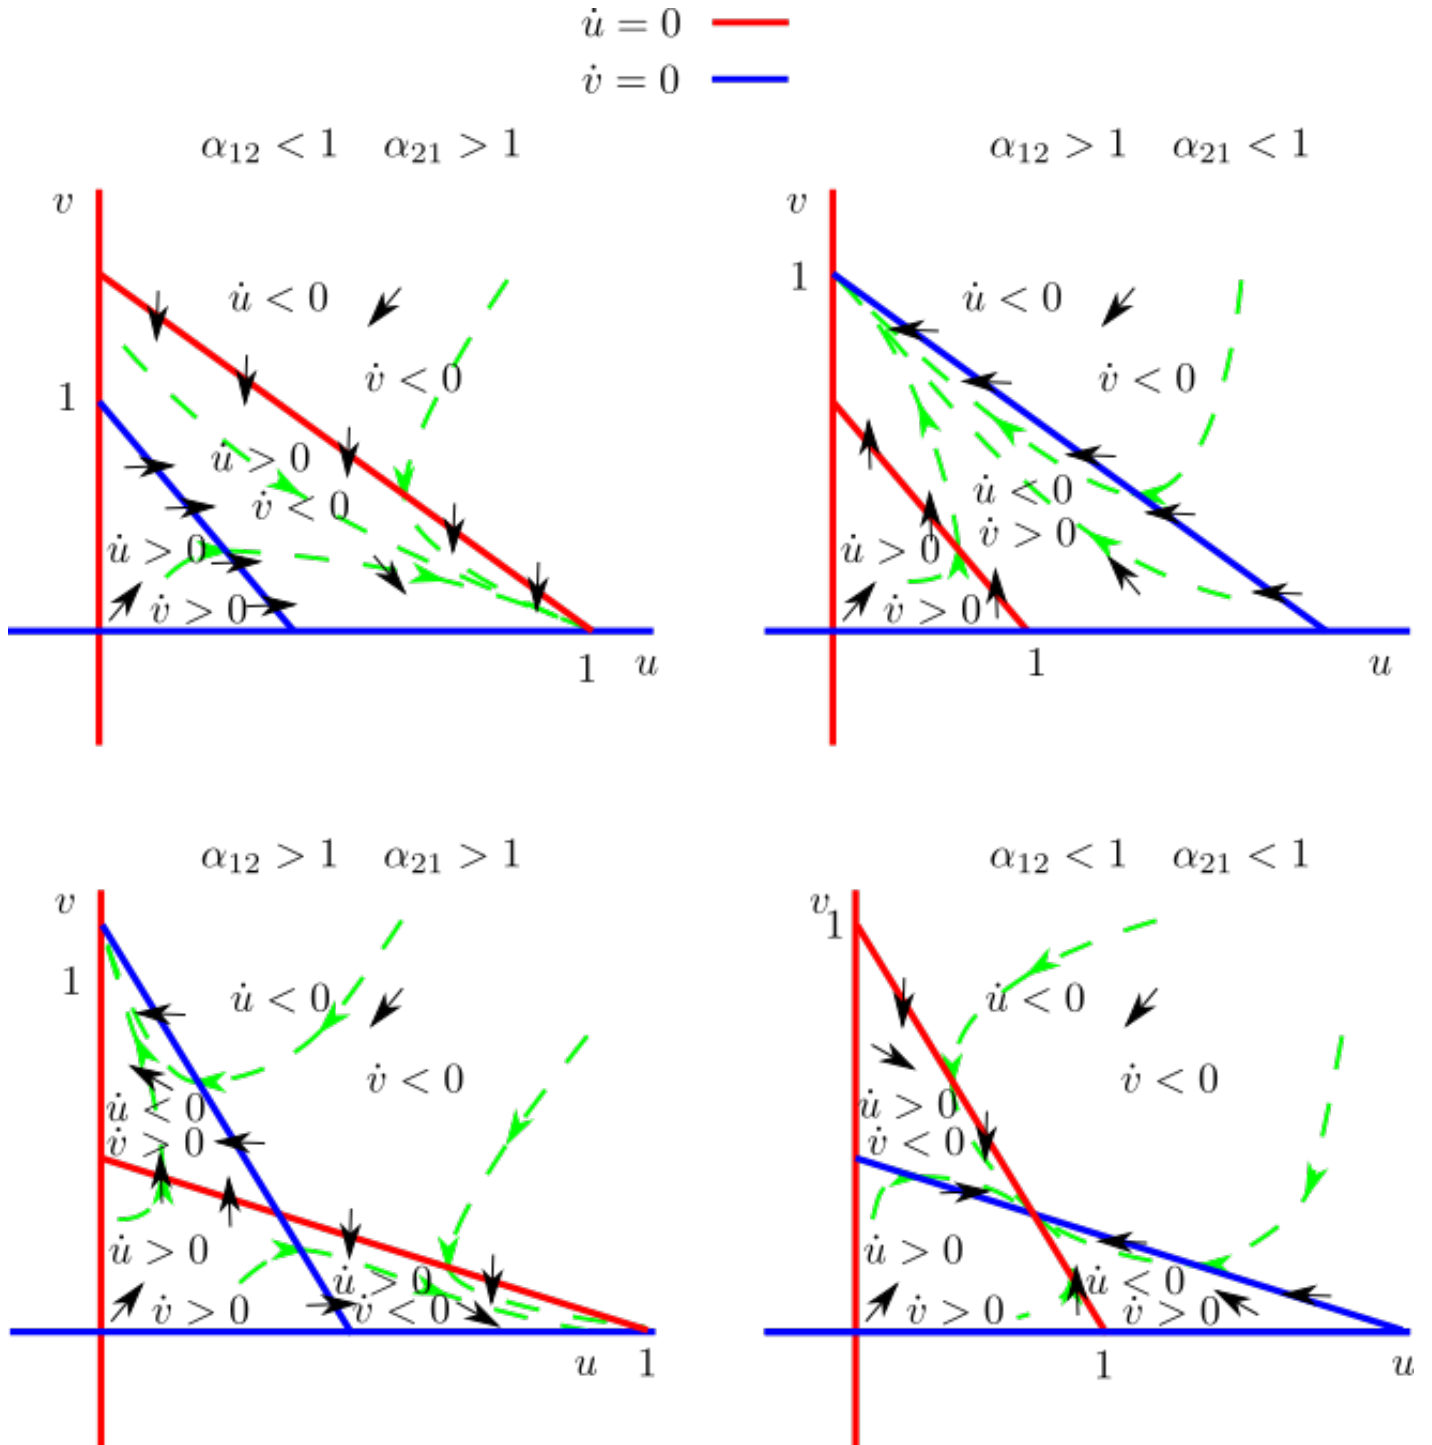 u̇ = 0
v̇ = 0
α₁₂ < 1 α₂₁ > 1
v
u̇ < 0
v̇ < 0
1
u̇ > 0
v̇ < 0
u̇ > 0
v̇ > 0
1
u
α₁₂ > 1 α₂₁ < 1
v
1
u̇ < 0
v̇ < 0
u̇ < 0
v̇ > 0
u̇ > 0
v̇ > 0
1
u
α₁₂ > 1 α₂₁ > 1
v
1
u̇ < 0
v̇ < 0
u̇ < 0
v̇ > 0
u̇ > 0
v̇ > 0
u̇ > 0
v̇ < 0
u
1
α₁₂ < 1 α₂₁ < 1
v
1
u̇ < 0
v̇ < 0
u̇ > 0
v̇ < 0
u̇ > 0
v̇ > 0
u̇ < 0
v̇ > 0
1
u